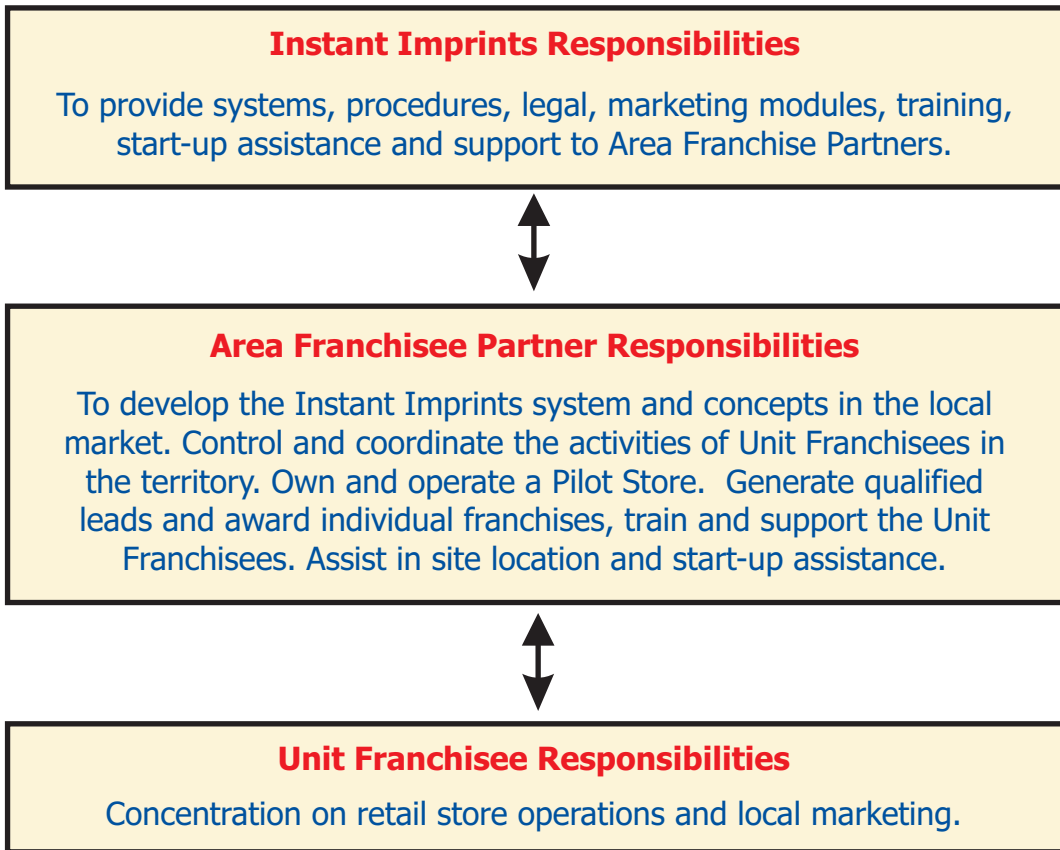 Instant Imprints Responsibilities
To provide systems, procedures, legal, marketing modules, training,
start-up assistance and support to Area Franchise Partners.
Area Franchisee Partner Responsibilities
To develop the Instant Imprints system and concepts in the local
market. Control and coordinate the activities of Unit Franchisees in
the territory. Own and operate a Pilot Store.  Generate qualified
leads and award individual franchises, train and support the Unit
Franchisees. Assist in site location and start-up assistance.
Unit Franchisee Responsibilities
Concentration on retail store operations and local marketing.